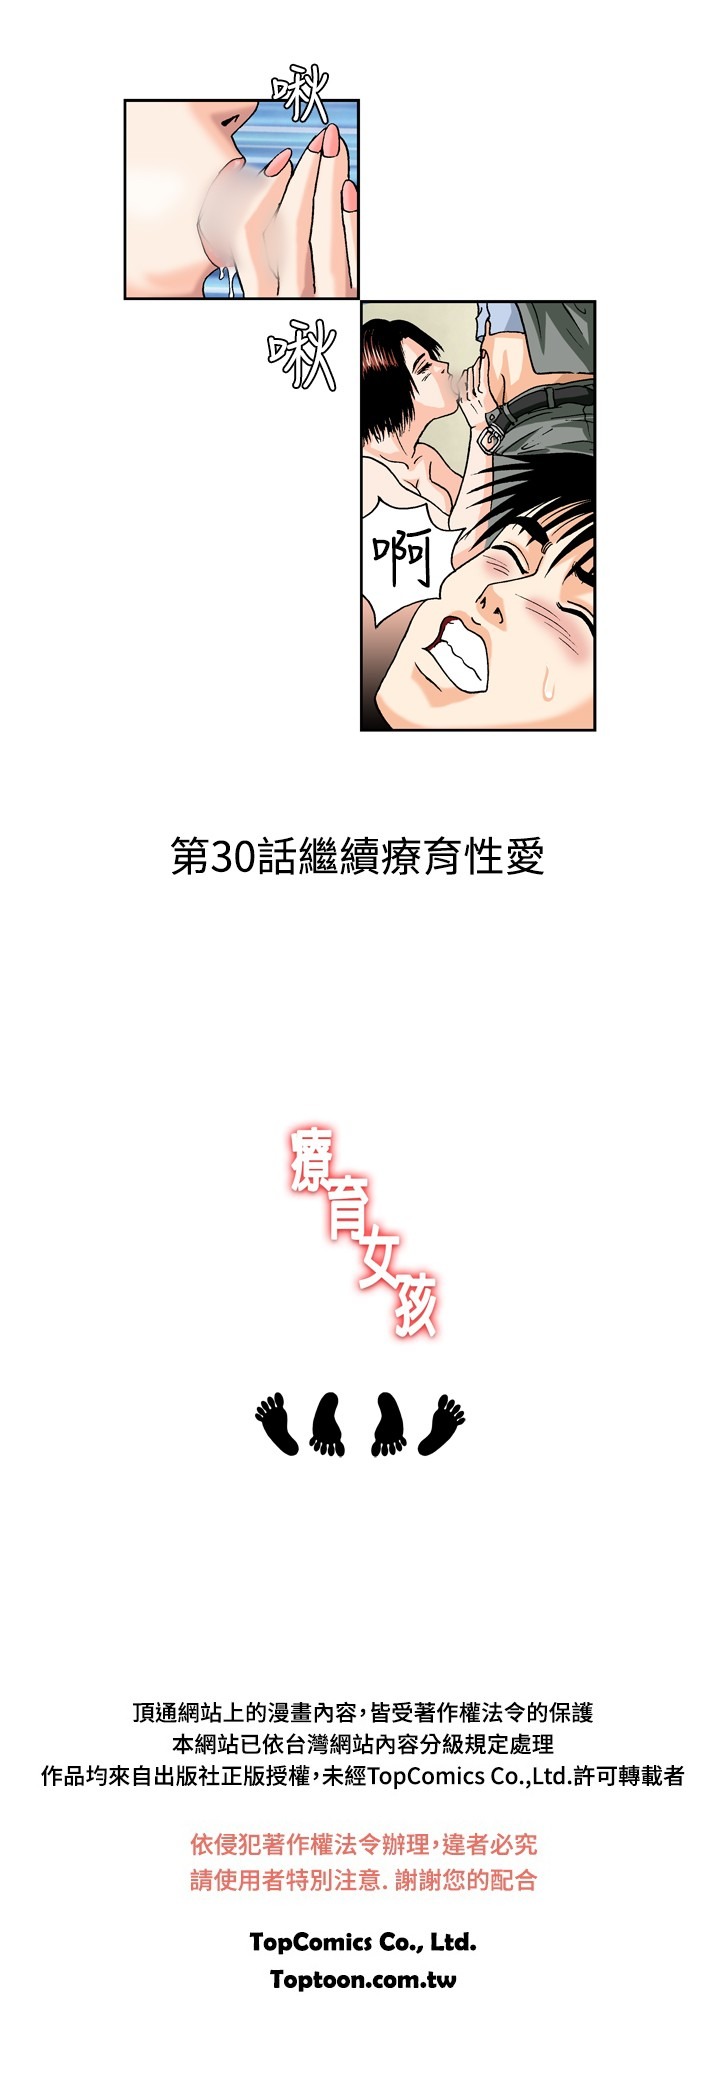 啾
啾
啊
第30話繼續療育性愛
療育女孩
頂通網站上的漫畫內容，皆受著作權法令的保護
本網站已依台灣網站內容分級規定處理
作品均來自出版社正版授權，未經TopComics Co.,Ltd.許可轉載者
依侵犯著作權法令辦理，違者必究
請使用者特別注意. 謝謝您的配合
TopComics Co., Ltd.
Toptoon.com.tw